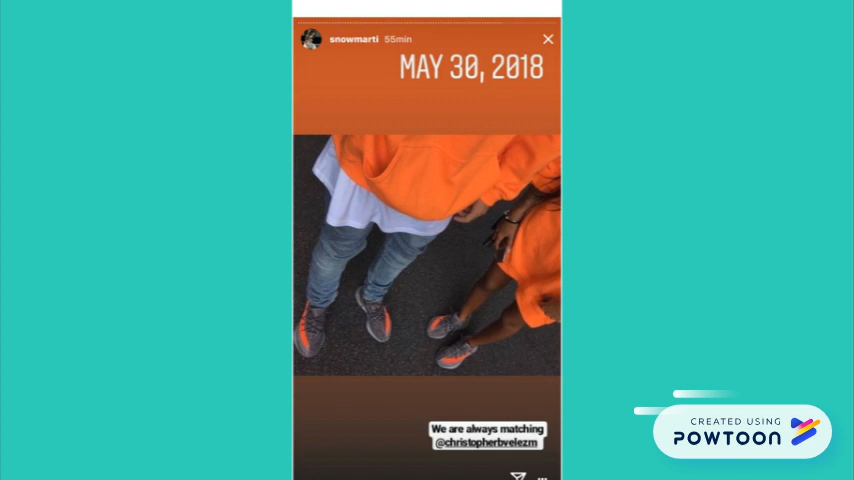 snowmarti 55min
MAY 30, 2018
We are always matching
@christopherbvelezm
CREATED USING
POWTOON